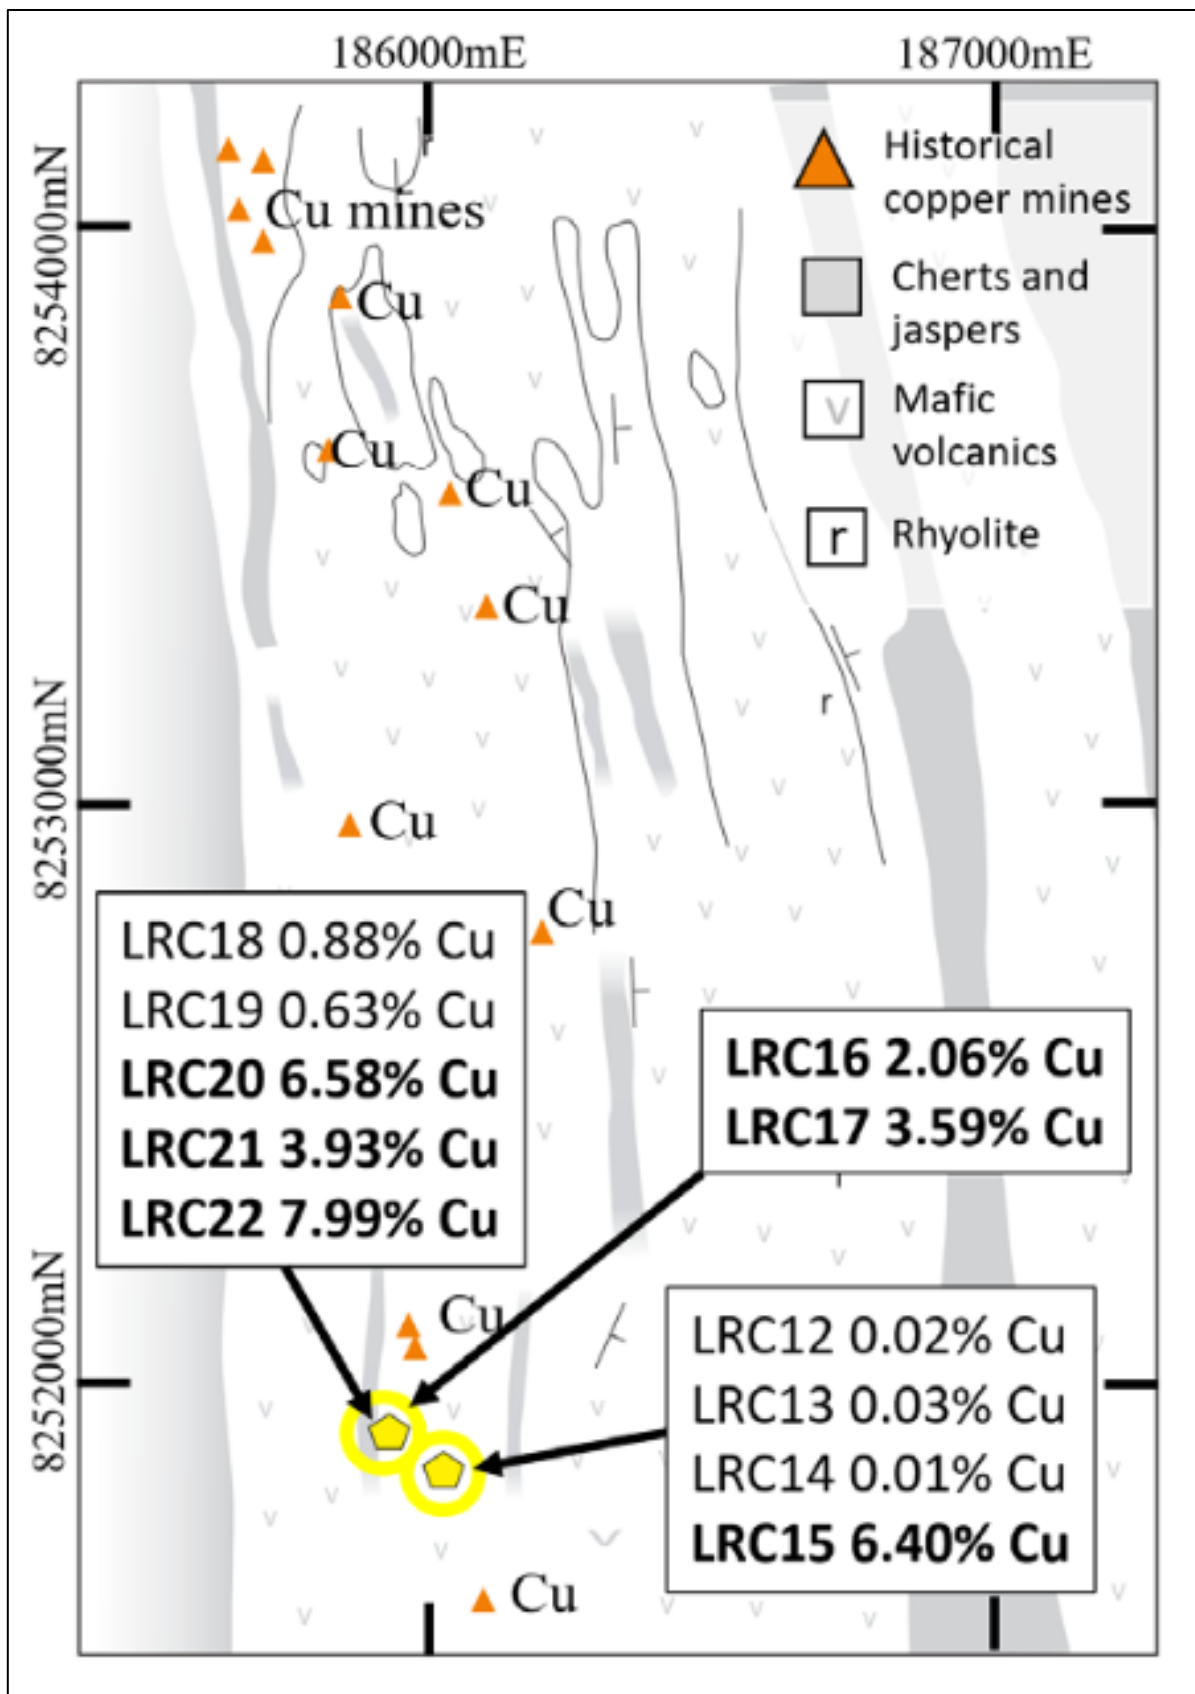 186000mE
187000mE
8254000mN
8253000mN
8252000mN
Historical
copper mines
Cherts and
jaspers
v
Mafic
volcanics
r
Rhyolite
r
Cu mines
Cu
Cu
Cu
Cu
r
Cu
Cu
LRC18 0.88% Cu
LRC19 0.63% Cu
LRC20 6.58% Cu
LRC21 3.93% Cu
LRC22 7.99% Cu
LRC16 2.06% Cu
LRC17 3.59% Cu
Cu
LRC12 0.02% Cu
LRC13 0.03% Cu
LRC14 0.01% Cu
LRC15 6.40% Cu
Cu